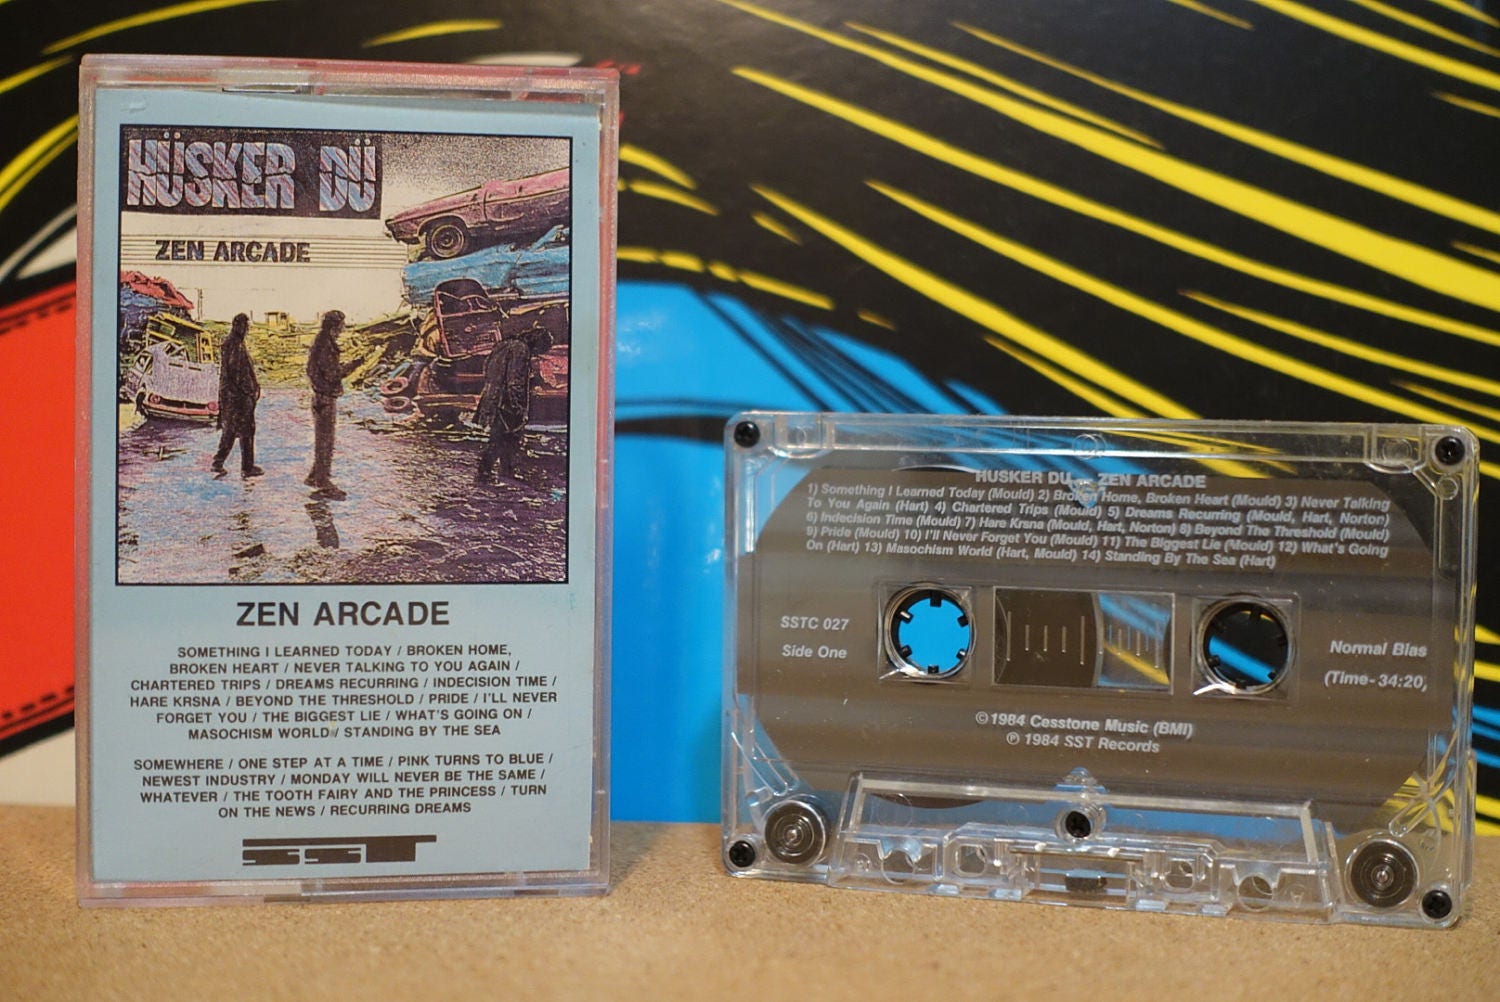 HÜSKER DÜ
ZEN ARCADE
ZEN ARCADE
SOMETHING I LEARNED TODAY / BROKEN HOME,
BROKEN HEART / NEVER TALKING TO YOU AGAIN /
CHARTERED TRIPS / DREAMS RECURRING / INDECISION TIME /
HARE KRSNA / BEYOND THE THRESHOLD / PRIDE / I'LL NEVER
FORGET YOU / THE BIGGEST LIE / WHAT'S GOING ON /
MASOCHISM WORLD / STANDING BY THE SEA
SOMEWHERE / ONE STEP AT A TIME / PINK TURNS TO BLUE /
NEWEST INDUSTRY / MONDAY WILL NEVER BE THE SAME /
WHATEVER / THE TOOTH FAIRY AND THE PRINCESS / TURN
ON THE NEWS / RECURRING DREAMS
SST
HUSKER DU ZEN ARCADE
1) Something I Learned Today (Mould) 2) Broken Home, Broken Heart (Mould) 3) Never Talking
To You Again (Hart) 4) Chartered Trips (Mould) 5) Dreams Recurring (Mould, Hart, Norton)
6) Indecision Time (Mould) 7) Hare Krsna (Mould, Hart, Norton) 8) Beyond The Threshold (Mould)
9) Pride (Mould) 10) I'll Never Forget You (Mould) 11) The Biggest Lie (Mould) 12) What's Going
On (Hart) 13) Masochism World (Hart, Mould) 14) Standing By The Sea (Hart)
SSTC 027
Side One
Normal Bias
(Time-34:20)
©1984 Cesstone Music (BMI)
℗ 1984 SST Records